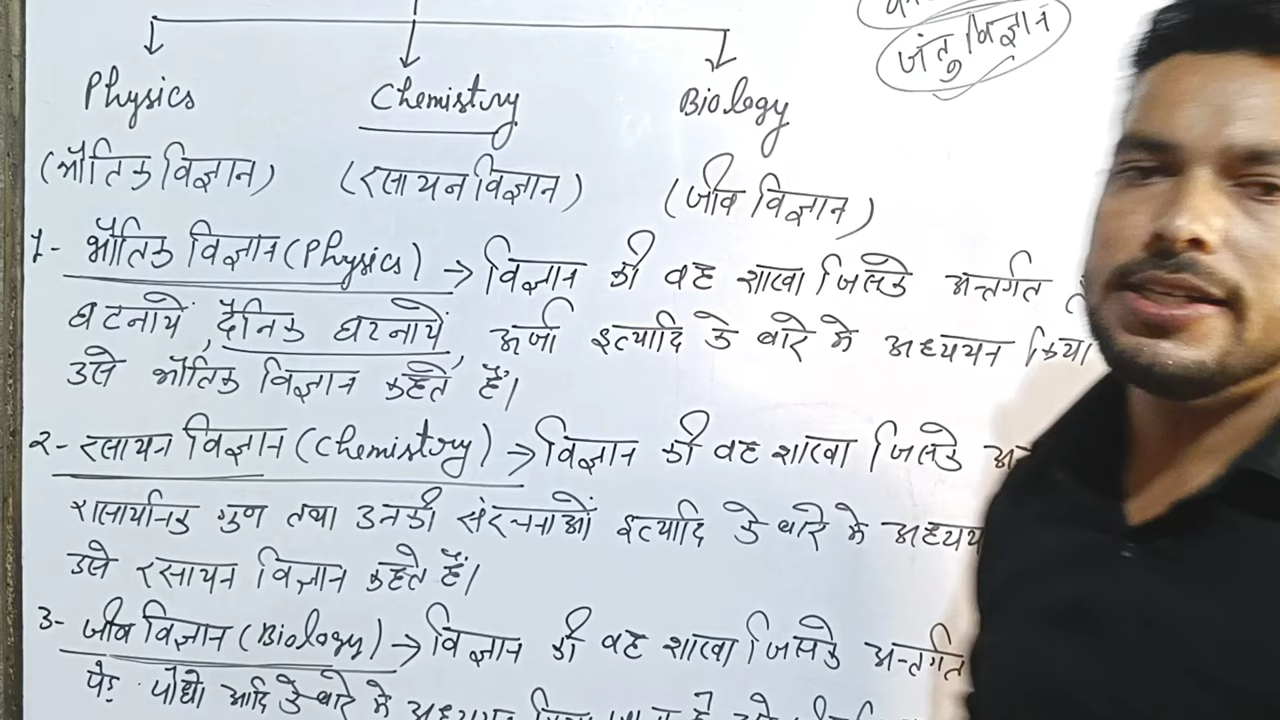 जंतु विज्ञान
Physics Chemistry Biology
(भौतिक विज्ञान) (रसायन विज्ञान) (जीव विज्ञान)
1- भौतिक विज्ञान (Physics) → विज्ञान की वह शाखा जिसके अन्तर्गत
घटनायें, दैनिक घटनायें, ऊर्जा इत्यादि के बारे मे अध्ययन किया
उसे भौतिक विज्ञान कहते हैं।
2- रसायन विज्ञान (Chemistry) → विज्ञान की वह शाखा जिसके
रासायनिक गुण तथा उनकी संरचनाओं इत्यादि के बारे मे
उसे रसायन विज्ञान कहते हैं।
3- जीव विज्ञान (Biology) → विज्ञान की वह शाखा जिसके अन्तर्गत
पेड़ पौधो आदि के बारे मे अध्ययन